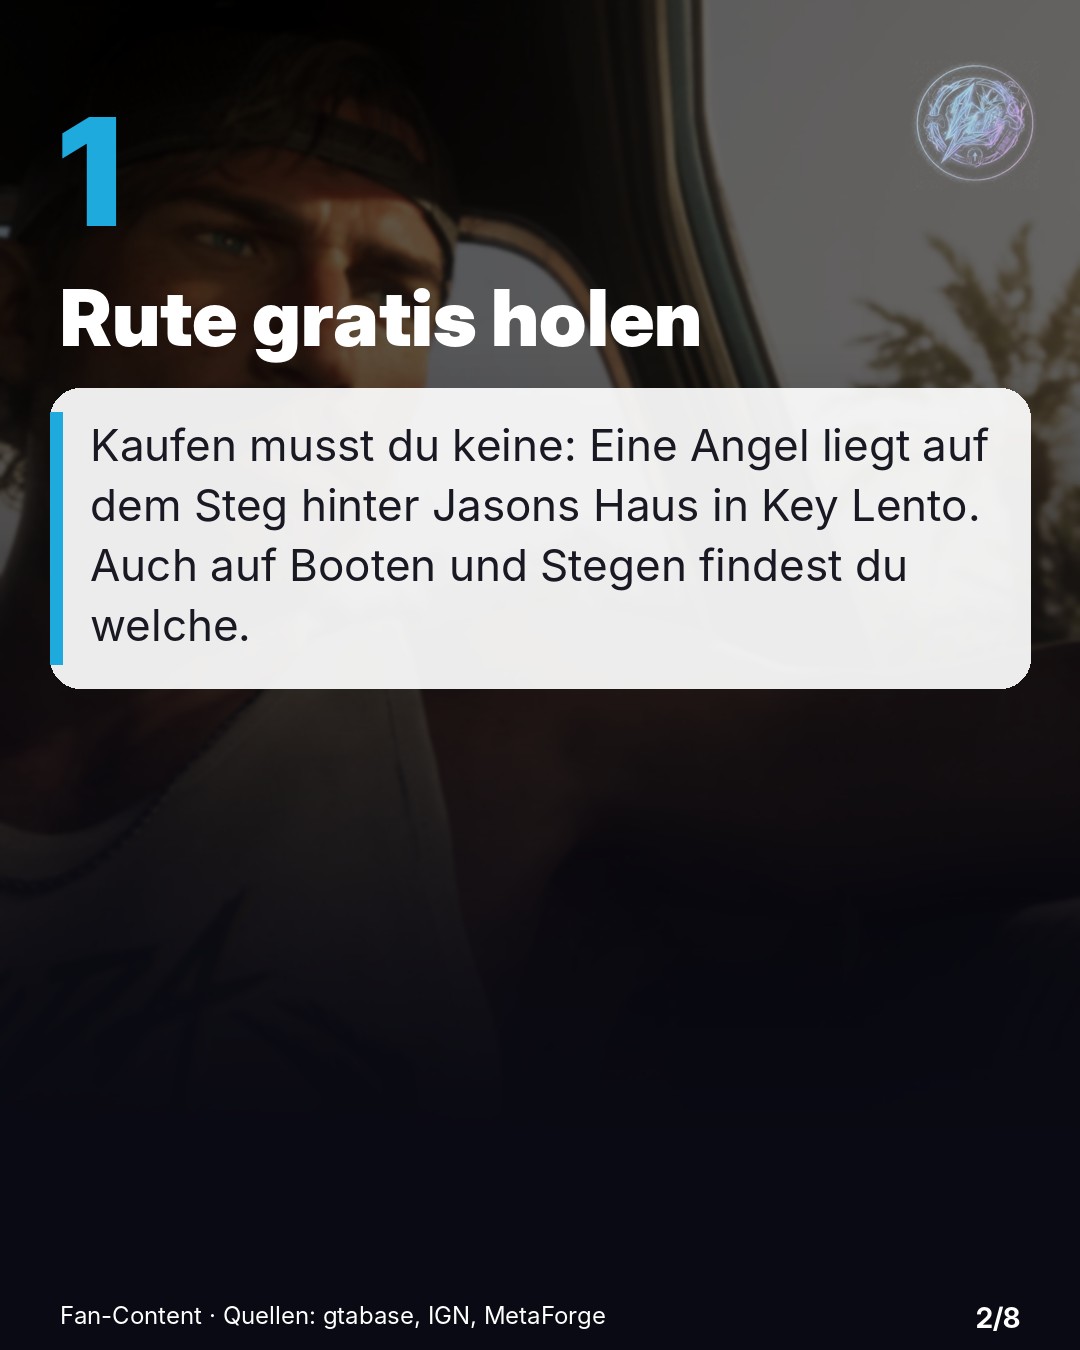 1
Rute gratis holen
Kaufen musst du keine: Eine Angel liegt auf
dem Steg hinter Jasons Haus in Key Lento.
Auch auf Booten und Stegen findest du
welche.
Fan-Content · Quellen: gtabase, IGN, MetaForge
2/8